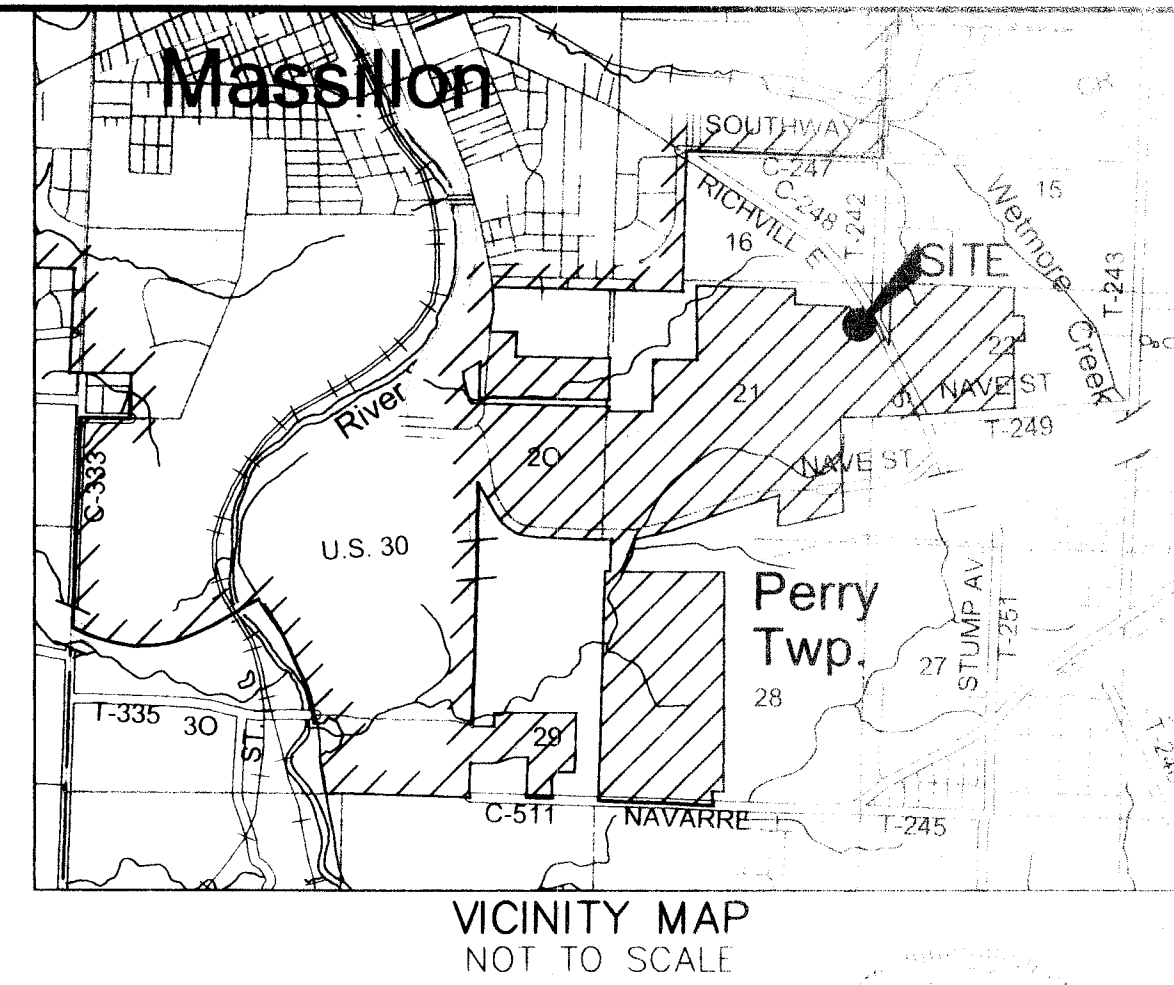 Massillon
SOUTHWAY
C-247
C-248
RICHVILLE
T-242
16
15
Wetmore
Creek
T-243
SITE
22
21
NAVE ST
T-249
NAVE ST
River
20
C-333
U.S. 30
Perry
Twp.
STUMP AV
T-251
27
28
T-335
30
ST.
29
C-511
NAVARRE
T-245
VICINITY MAP
NOT TO SCALE